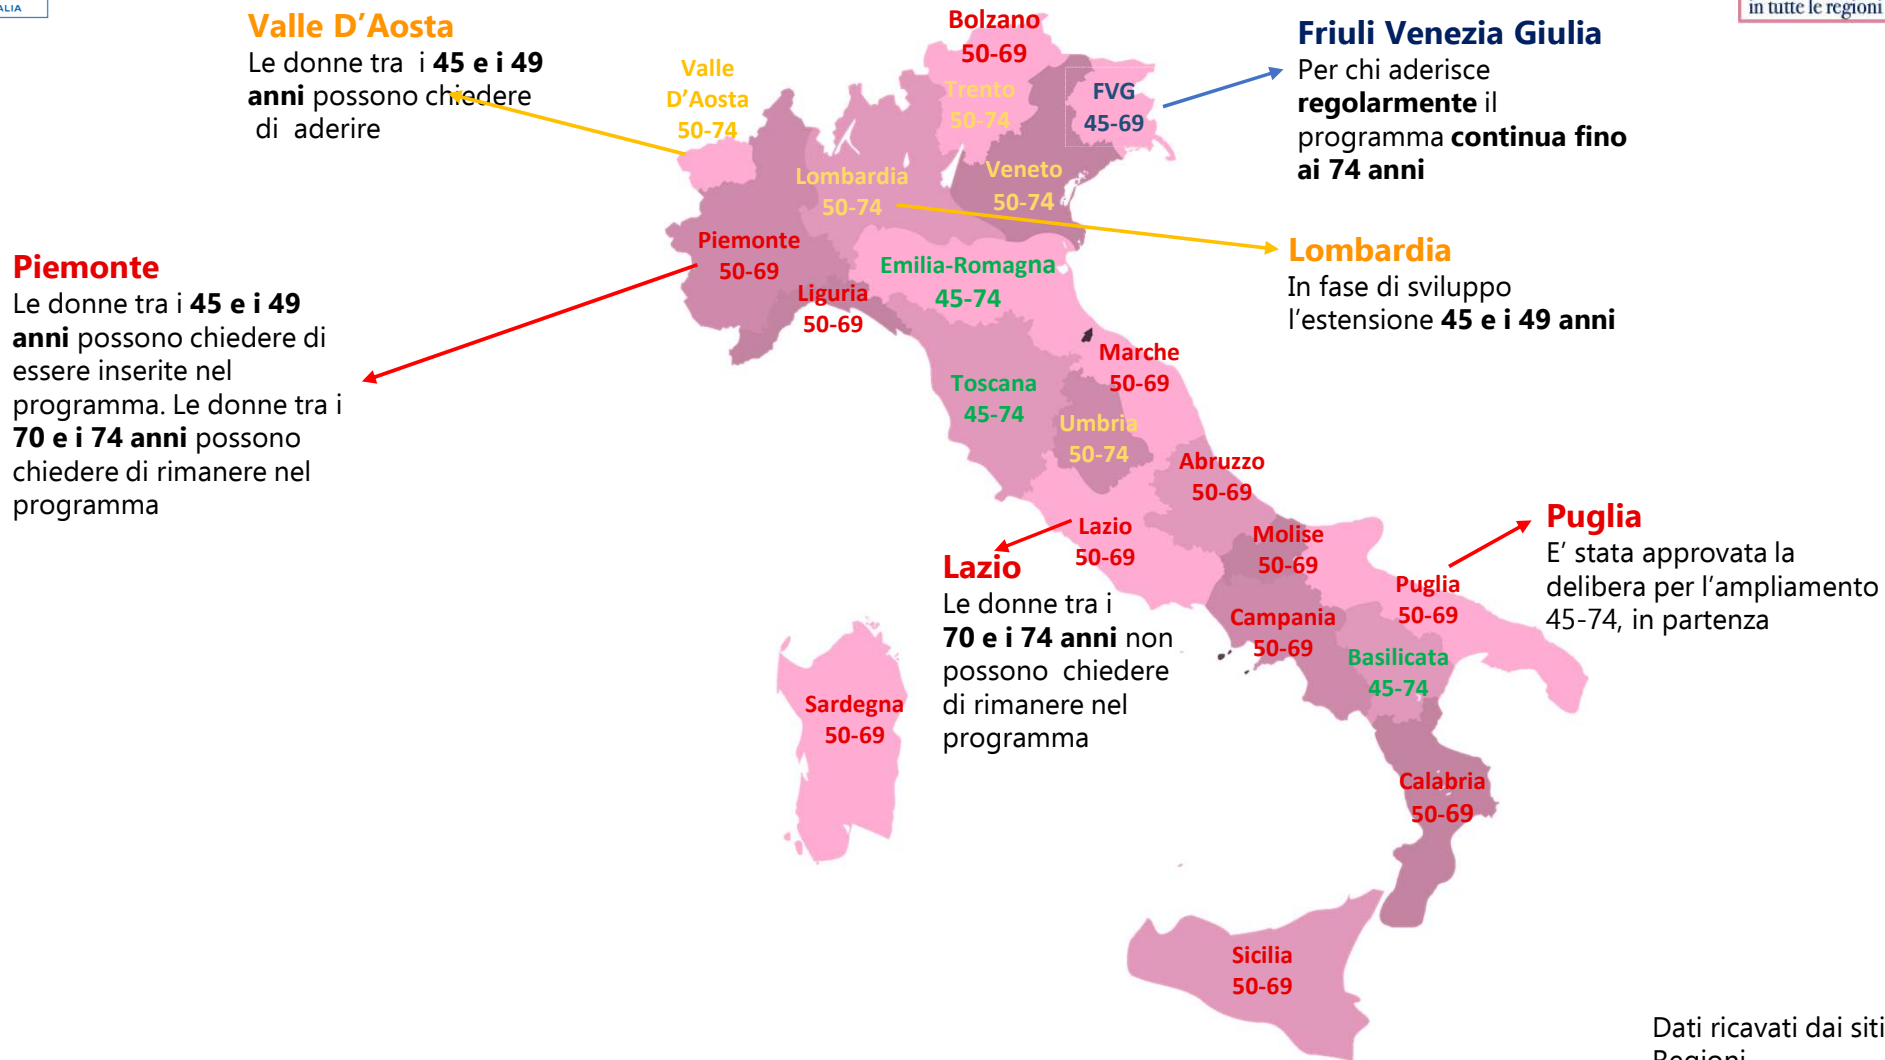 ALIA
in tutte le regioni
Valle D'Aosta
Le donne tra i 45 e i 49
anni possono chiedere
di aderire
Bolzano
50-69
Friuli Venezia Giulia
Per chi aderisce
regolarmente il
programma continua fino
ai 74 anni
Valle
D'Aosta
50-74
Trento
50-74
FVG
45-69
Lombardia
50-74
Veneto
50-74
Piemonte
50-69
Emilia-Romagna
45-74
Liguria
50-69
Lombardia
In fase di sviluppo
l'estensione 45 e i 49 anni
Piemonte
Le donne tra i 45 e i 49
anni possono chiedere di
essere inserite nel
programma. Le donne tra i
70 e i 74 anni possono
chiedere di rimanere nel
programma
Marche
50-69
Toscana
45-74
Umbria
50-74
Abruzzo
50-69
Lazio
50-69
Molise
50-69
Lazio
Le donne tra i
70 e i 74 anni non
possono chiedere
di rimanere nel
programma
Puglia
50-69
Puglia
E' stata approvata la
delibera per l'ampliamento
45-74, in partenza
Campania
50-69
Basilicata
45-74
Sardegna
50-69
Calabria
50-69
Sicilia
50-69
Dati ricavati dai siti
Regioni